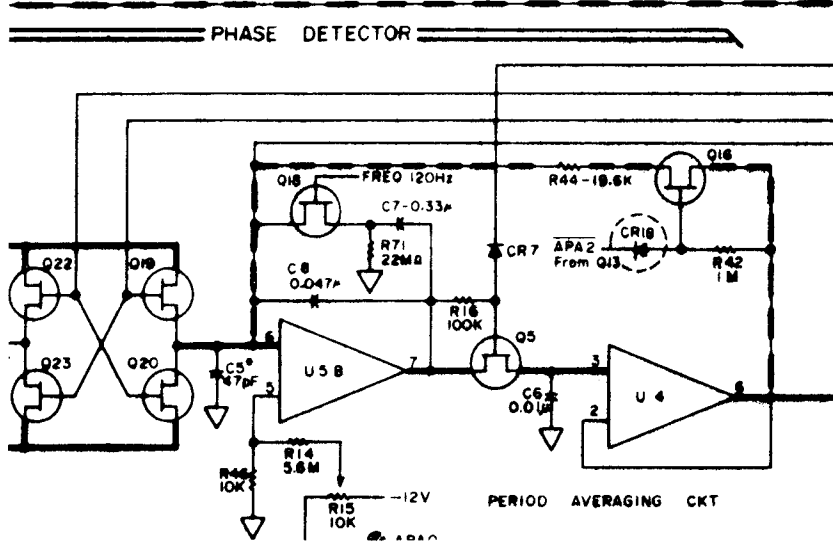 PHASE DETECTOR
Q16
Q18
FREQ 120Hz
R44-19.6K
C7-0.33μ
CR18
APA2
From Q13
R71
22MΩ
CR7
R42
1M
Q22
Q19
C8
0.047μ
R16
100K
Q5
6
7
U5B
3
Q23
Q20
C5*
47pF
5
C6
0.01μ
2
U4
6
R14
5.6M
R46
10K
-12V
R15
10K
PERIOD AVERAGING CKT